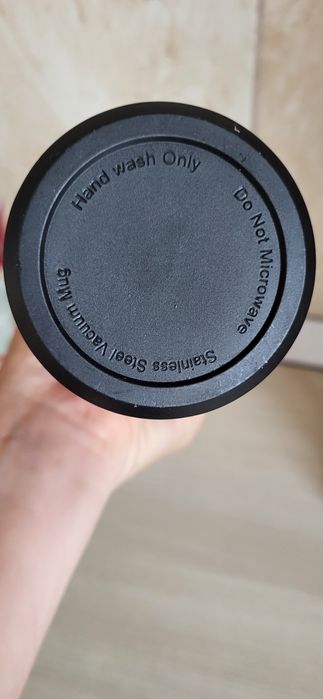 Hand wash Only
Do Not Microwave
Stainless Steel Vacuum Mug